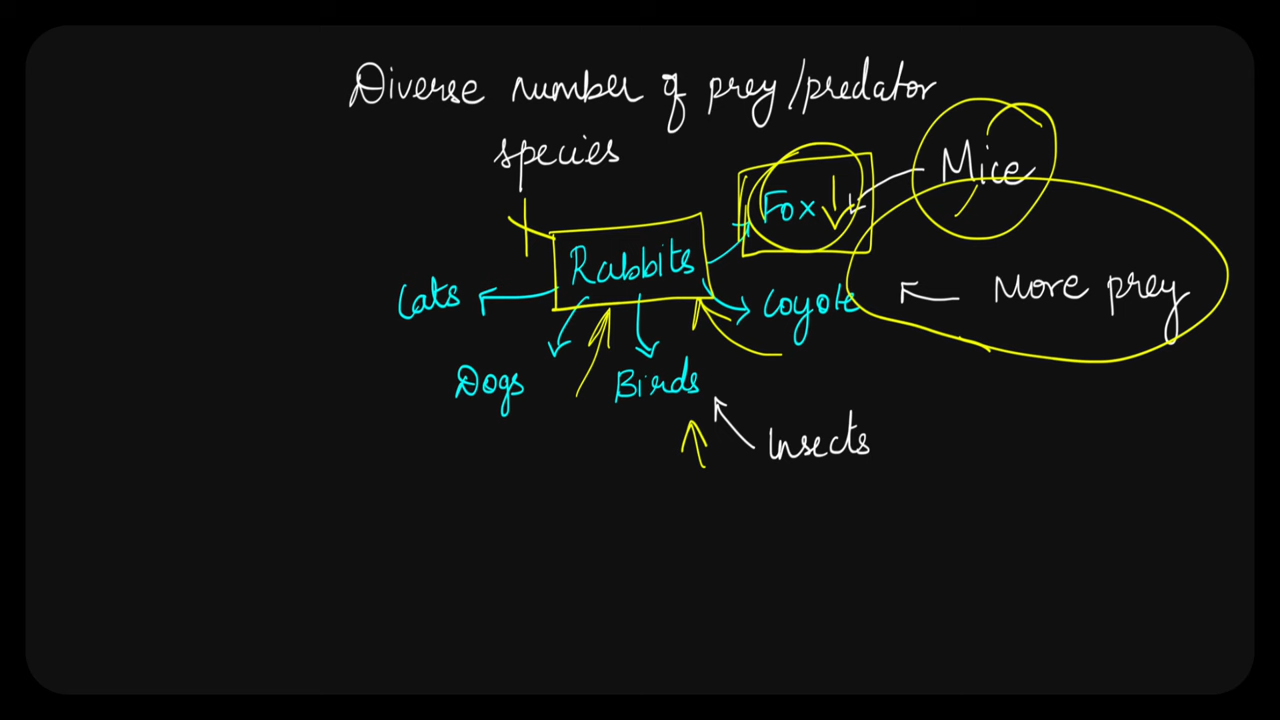 Diverse number of prey/predator
species
Mice
Fox
Rabbits
Cats
Coyote
More prey
Dogs
Birds
Insects